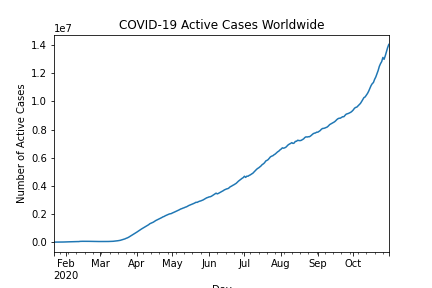 COVID-19 Active Cases Worldwide
1e7
1.4
1.2
1.0
0.8
0.6
0.4
0.2
0.0
Number of Active Cases
Feb Mar Apr May Jun Jul Aug Sep Oct
2020